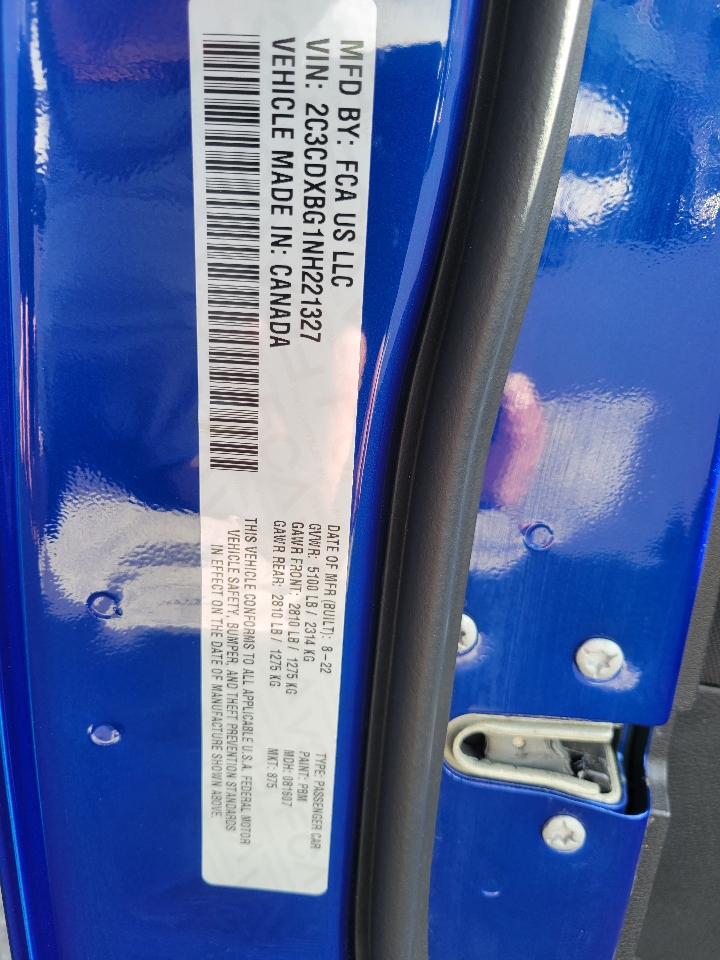 MFD BY: FCA US LLC
VIN: 2C3CDXBG1NH221327
VEHICLE MADE IN: CANADA
DATE OF MFR (BUILT): 8-22
GVWR: 5100 LB / 2314 KG
GAWR FRONT: 2810 LB / 1275 KG
GAWR REAR: 2810 LB / 1275 KG
TYPE: PASSENGER CAR
PAINT: PBM
MDH: 081607
MKT: 875
THIS VEHICLE CONFORMS TO ALL APPLICABLE U.S.A. FEDERAL MOTOR
VEHICLE SAFETY, BUMPER, AND THEFT PREVENTION STANDARDS
IN EFFECT ON THE DATE OF MANUFACTURE SHOWN ABOVE.